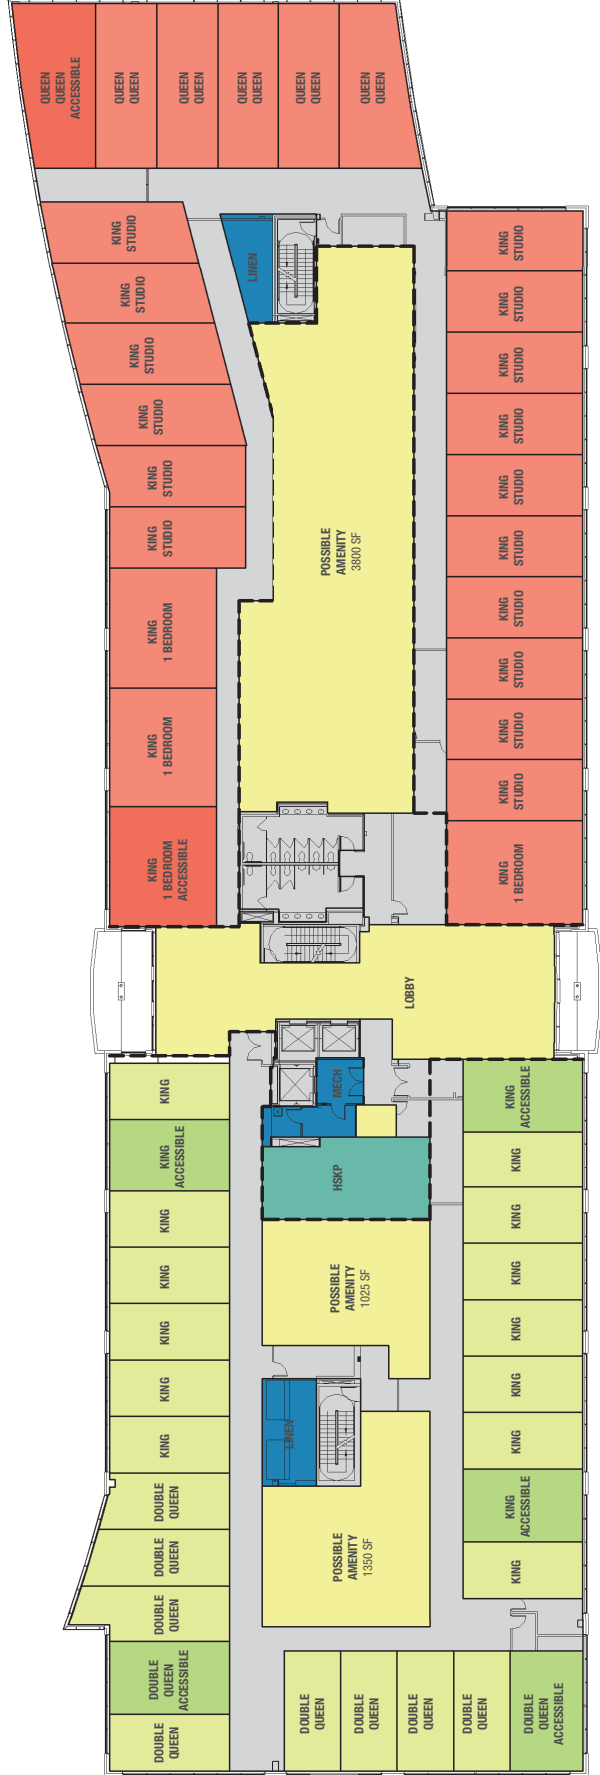 QUEEN
QUEEN
ACCESSIBLE
QUEEN
QUEEN
QUEEN
QUEEN
QUEEN
QUEEN
QUEEN
QUEEN
QUEEN
QUEEN
KING
STUDIO
KING
STUDIO
KING
STUDIO
KING
STUDIO
KING
STUDIO
KING
STUDIO
KING
1 BEDROOM
KING
1 BEDROOM
KING
1 BEDROOM
ACCESSIBLE
LINEN
POSSIBLE
AMENITY
3800 SF
KING
STUDIO
KING
STUDIO
KING
STUDIO
KING
STUDIO
KING
STUDIO
KING
STUDIO
KING
STUDIO
KING
STUDIO
KING
STUDIO
KING
STUDIO
KING
1 BEDROOM
LOBBY
KING
KING
ACCESSIBLE
KING
KING
KING
KING
KING
DOUBLE
QUEEN
DOUBLE
QUEEN
DOUBLE
QUEEN
DOUBLE
QUEEN
ACCESSIBLE
DOUBLE
QUEEN
MECH
HSKP
POSSIBLE
AMENITY
1025 SF
LINEN
POSSIBLE
AMENITY
1350 SF
KING
ACCESSIBLE
KING
KING
KING
KING
KING
KING
KING
ACCESSIBLE
KING
DOUBLE
QUEEN
DOUBLE
QUEEN
DOUBLE
QUEEN
DOUBLE
QUEEN
DOUBLE
QUEEN
ACCESSIBLE